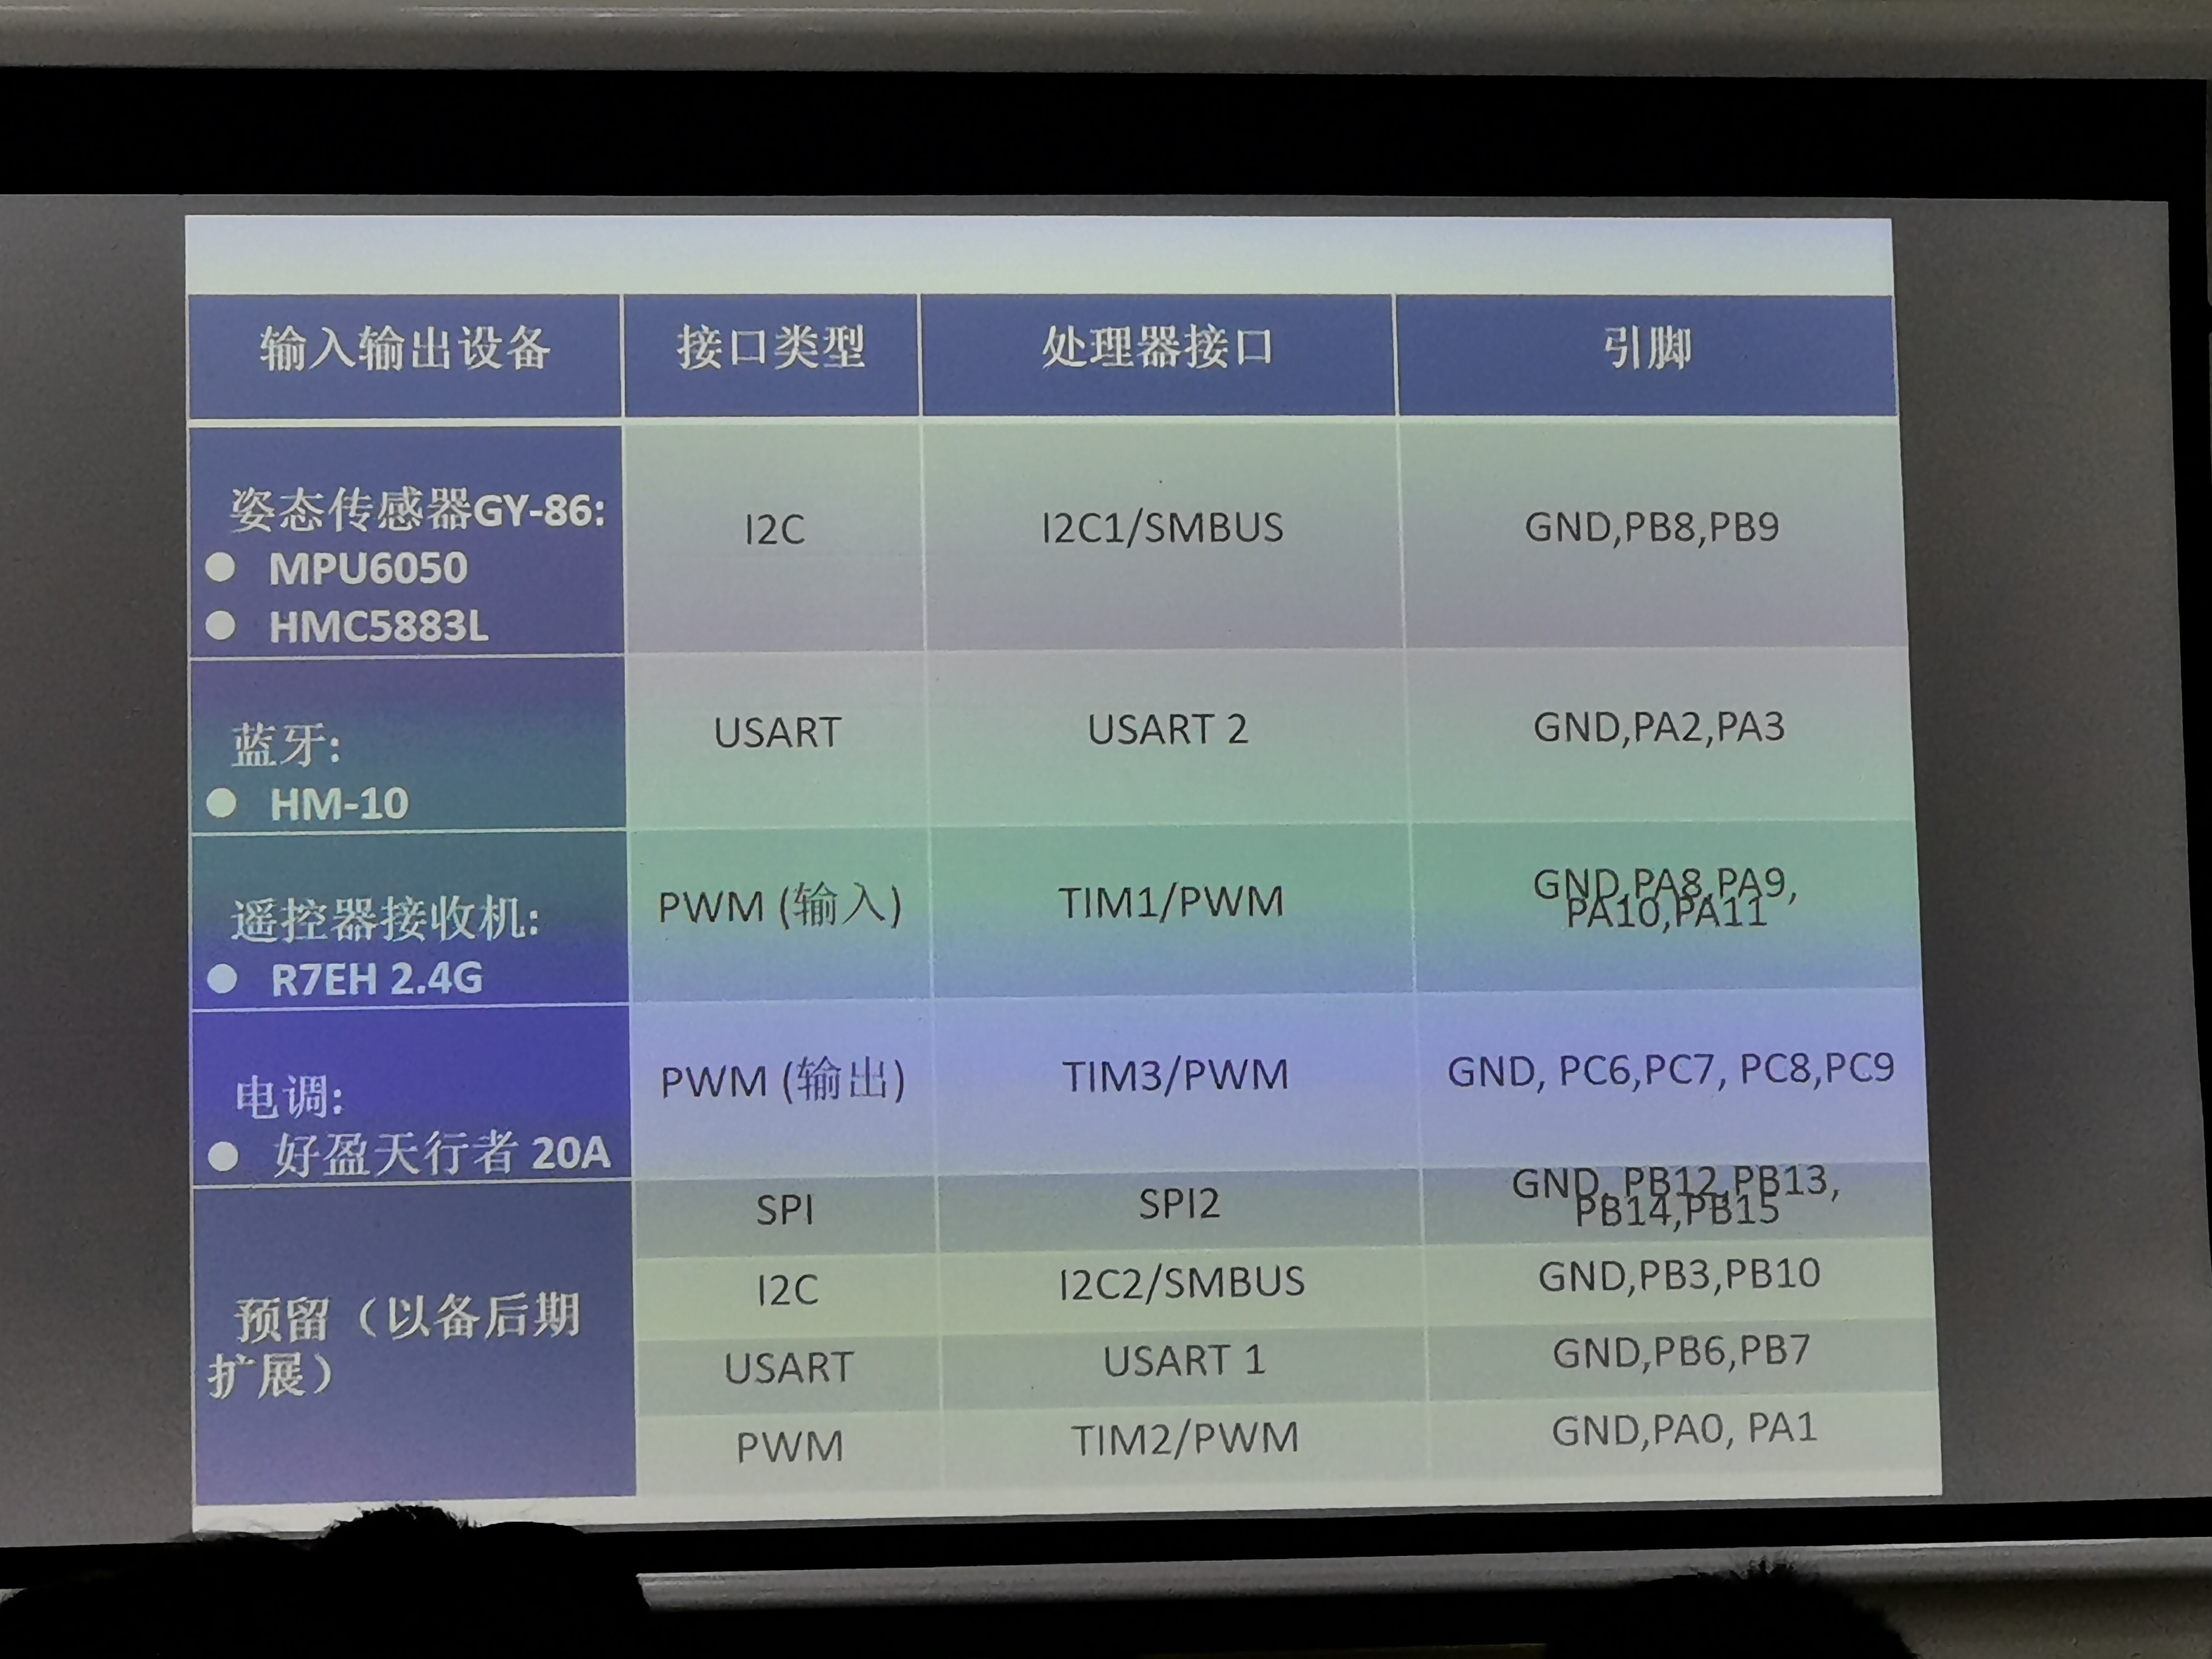 输入输出设备 接口类型 处理器接口 引脚
姿态传感器GY-86:
● MPU6050
● HMC5883L
I2C I2C1/SMBUS GND,PB8,PB9
蓝牙:
● HM-10
USART USART 2 GND,PA2,PA3
遥控器接收机:
● R7EH 2.4G
PWM (输入) TIM1/PWM GND,PA8,PA9,
PA10,PA11
电调:
● 好盈天行者 20A
PWM (输出) TIM3/PWM GND, PC6,PC7, PC8,PC9
预留（以备后期
扩展）
SPI SPI2 GND, PB12,PB13,
PB14,PB15
I2C I2C2/SMBUS GND,PB3,PB10
USART USART 1 GND,PB6,PB7
PWM TIM2/PWM GND,PA0, PA1